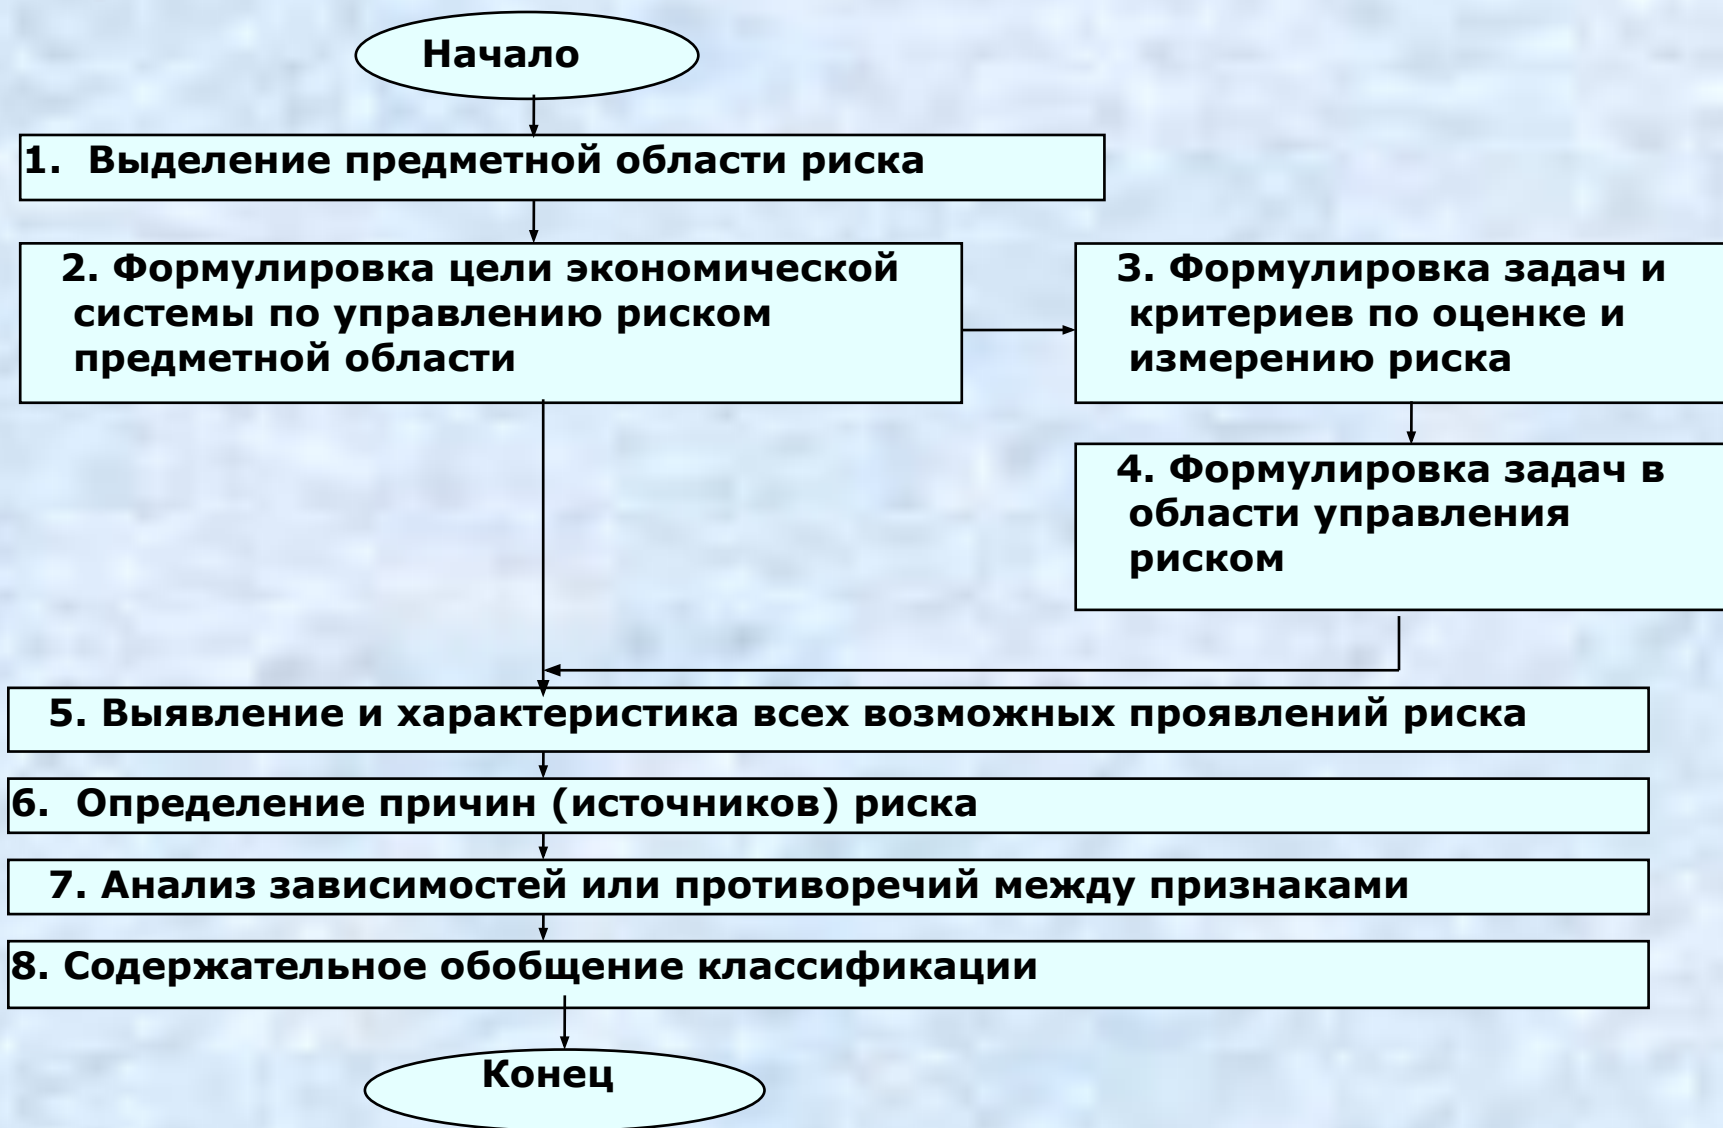 Начало
1. Выделение предметной области риска
2. Формулировка цели экономической
системы по управлению риском
предметной области
3. Формулировка задач и
критериев по оценке и
измерению риска
4. Формулировка задач в
области управления
риском
5. Выявление и характеристика всех возможных проявлений риска
6. Определение причин (источников) риска
7. Анализ зависимостей или противоречий между признаками
8. Содержательное обобщение классификации
Конец